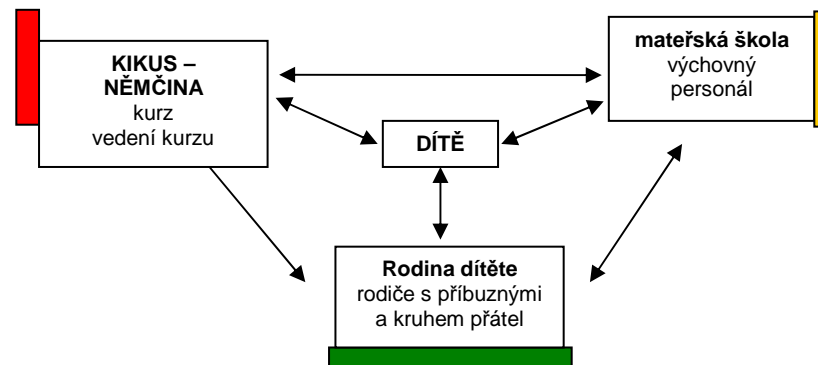 KIKUS –
NĚMČINA
kurz
vedení kurzu
mateřská škola
výchovný
personál
DÍTĚ
Rodina dítěte
rodiče s příbuznými
a kruhem přátel